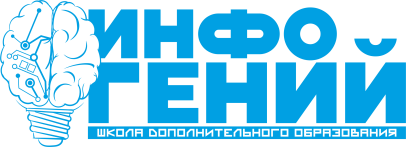 ИНФО
ГЕНИЙ
ШКОЛА ДОПОЛНИТЕЛЬНОГО ОБРАЗОВАНИЯ